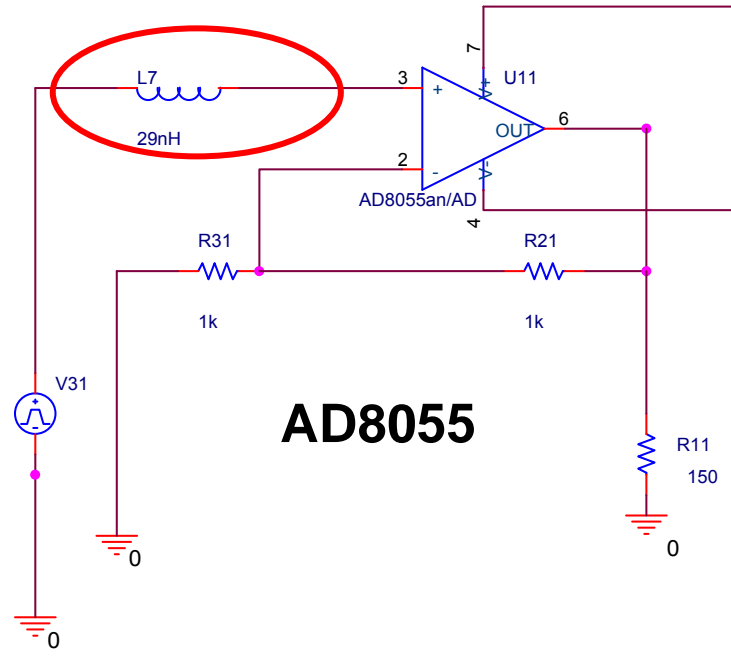 L7
29nH
3
+
2
-
7
V+
U11
OUT
6
V-
AD8055an/AD
4
R31
1k
R21
1k
V31
+
-
AD8055
R11
150
0
0
0